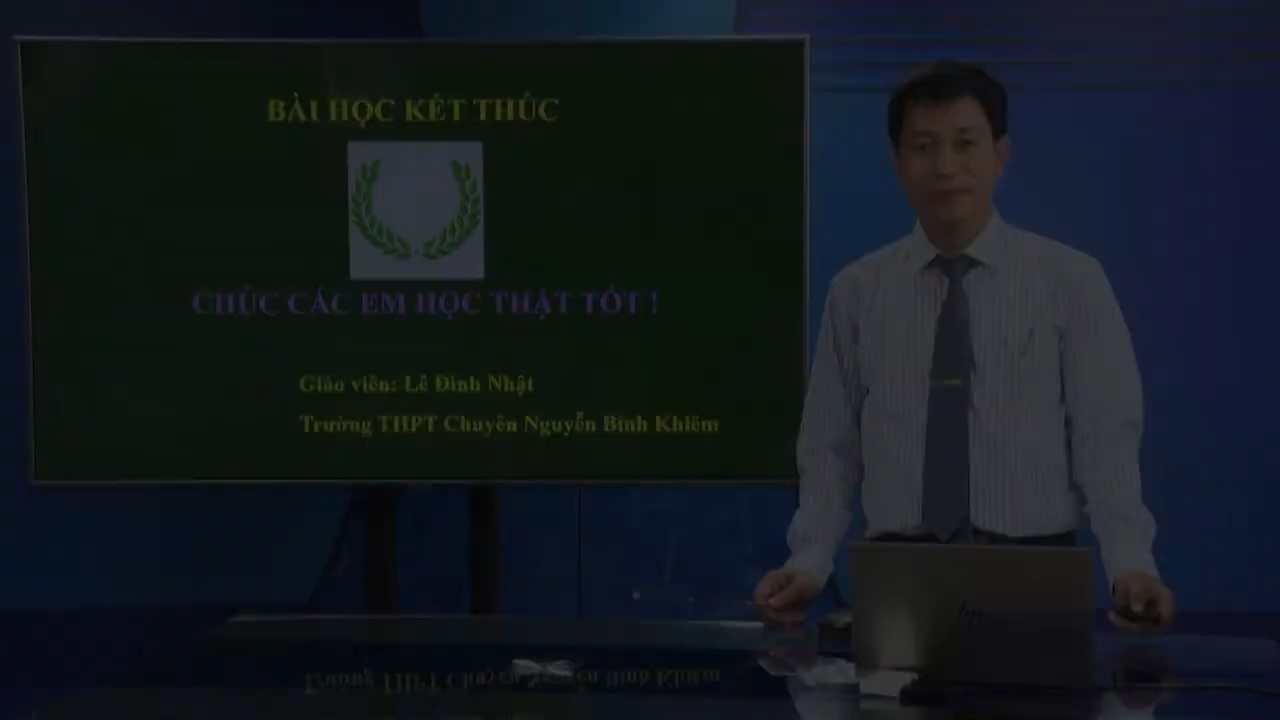 BÀI HỌC KẾT THÚC
CHÚC CÁC EM HỌC THẬT TỐT !
Giáo viên: Lê Đình Nhật
Trường THPT Chuyên Nguyễn Bỉnh Khiêm
hp